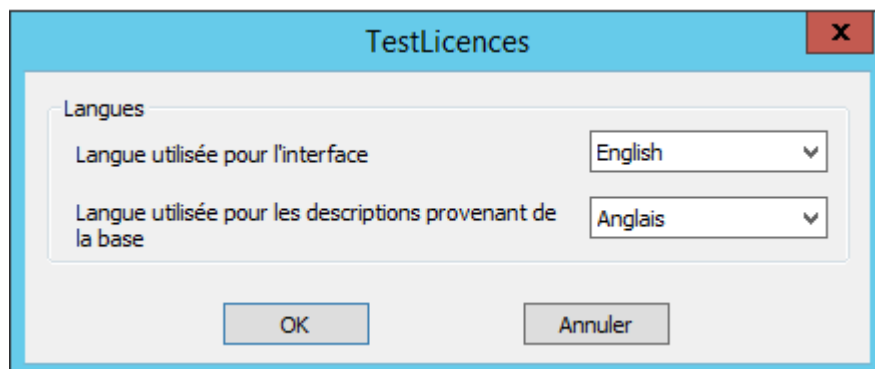 TestLicences
x
Langues
Langue utilisée pour l'interface
English
Langue utilisée pour les descriptions provenant de
la base
Anglais
OK
Annuler